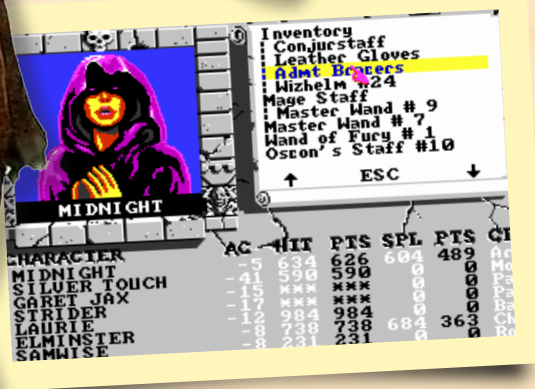 Inventory
Conjurstaff
Leather Gloves
Admt Bracers
Wizhelm #24
Mage Staff
Master Wand # 9
Master Wand # 7
Wand of Fury # 1
Oscon's Staff #10
ESC
MIDNIGHT
CHARACTER AC HIT PTS SPL PTS
MIDNIGHT -5 634 626 604 489
SILVER TOUCH -41 590 590 0 0
GARET JAX -15 *** *** 0 0
STRIDER -17 *** *** 0 0
LAURIE -12 984 984 0 0
ELMINSTER -8 738 738 684 363
SAMWISE -8 231 231 0 0